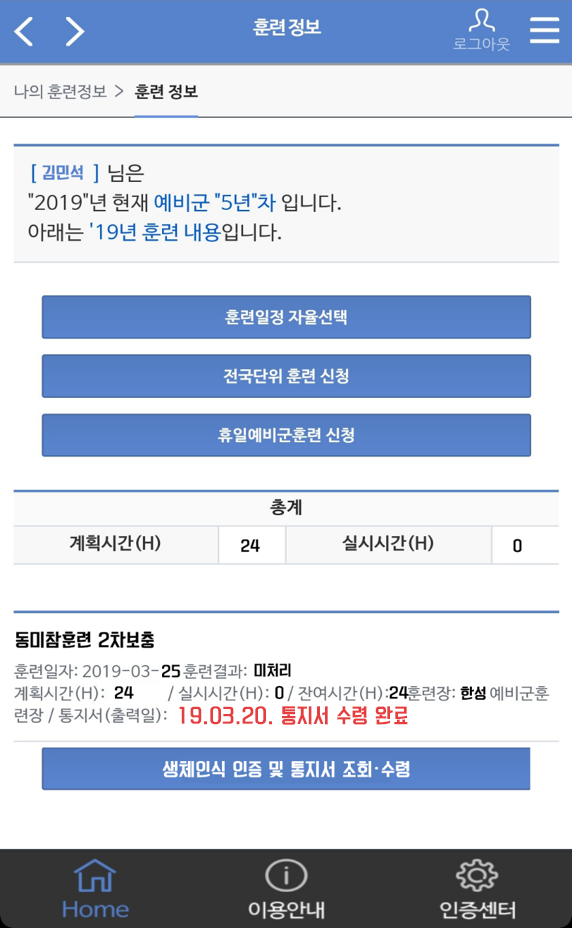 훈련 정보
로그아웃
나의 훈련정보 > 훈련 정보
[ 김민석 ] 님은
"2019"년 현재 예비군 "5년"차 입니다.
아래는 '19년 훈련 내용입니다.
훈련일정 자율선택
전국단위 훈련 신청
휴일예비군훈련 신청
총계
계획시간(H) 24 실시시간(H) 0
동미참훈련 2차보충
훈련일자: 2019-03-25 훈련결과: 미처리
계획시간(H): 24 / 실시시간(H): 0 / 잔여시간(H):24훈련장: 한성 예비군훈
련장 / 통지서(출력일): 19.03.20. 통지서 수령 완료
생체인식 인증 및 통지서 조회·수령
Home 이용안내 인증센터